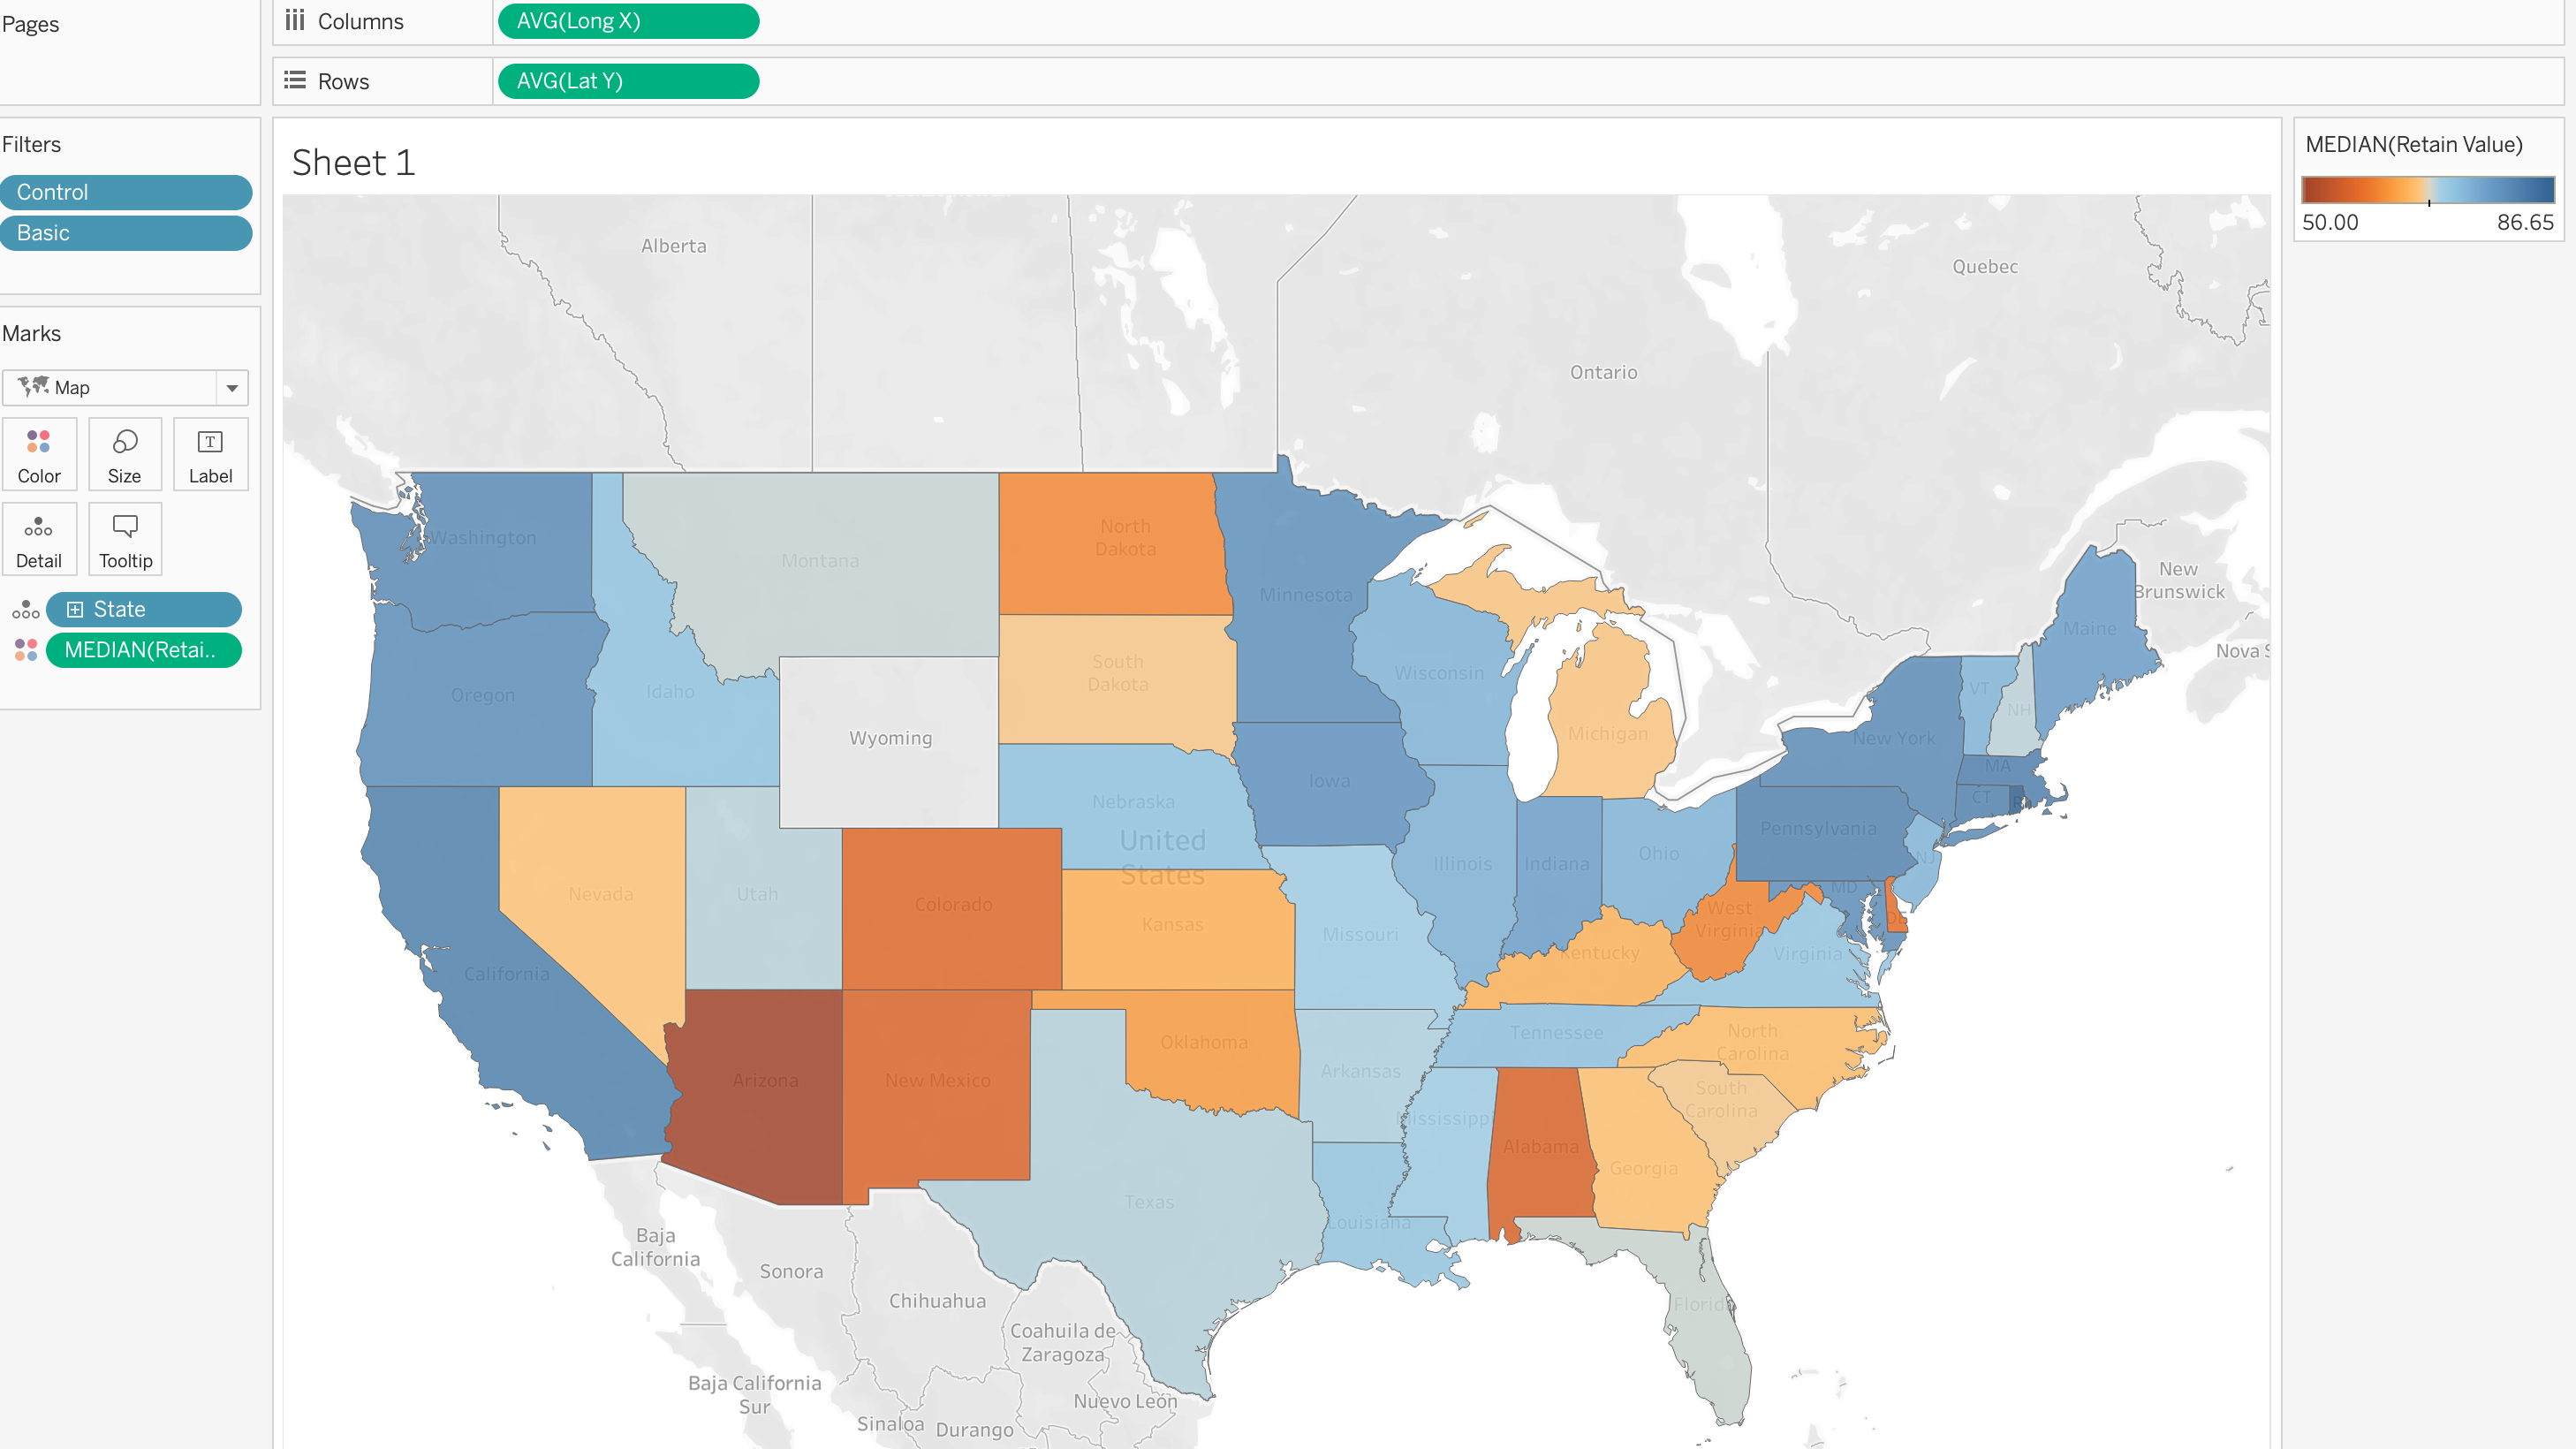 Pages
Columns
AVG(Long X)
Rows
AVG(Lat Y)
Filters
Control
Basic
Marks
Map
Color
Size
Label
Detail
Tooltip
State
MEDIAN(Retai..
Sheet 1
MEDIAN(Retain Value)
50.00
86.65
Alberta
Quebec
Ontario
New
Brunswick
Nova S
Washington
Montana
North
Dakota
Minnesota
Maine
Oregon
Idaho
South
Dakota
Wisconsin
VT
NH
Wyoming
Michigan
New York
MA
Iowa
CT
Nebraska
United
States
Pennsylvania
Nevada
Utah
Colorado
Kansas
Missouri
Illinois
Indiana
Ohio
NJ
MD
DE
West
Virginia
Kentucky
Virginia
California
Arizona
New Mexico
Oklahoma
Arkansas
Tennessee
North
Carolina
South
Carolina
Mississipp
Alabama
Georgia
Texas
Louisiana
Florid
Baja
California
Sonora
Chihuahua
Coahuila de
Zaragoza
Baja California
Sur
Nuevo León
Sinaloa
Durango